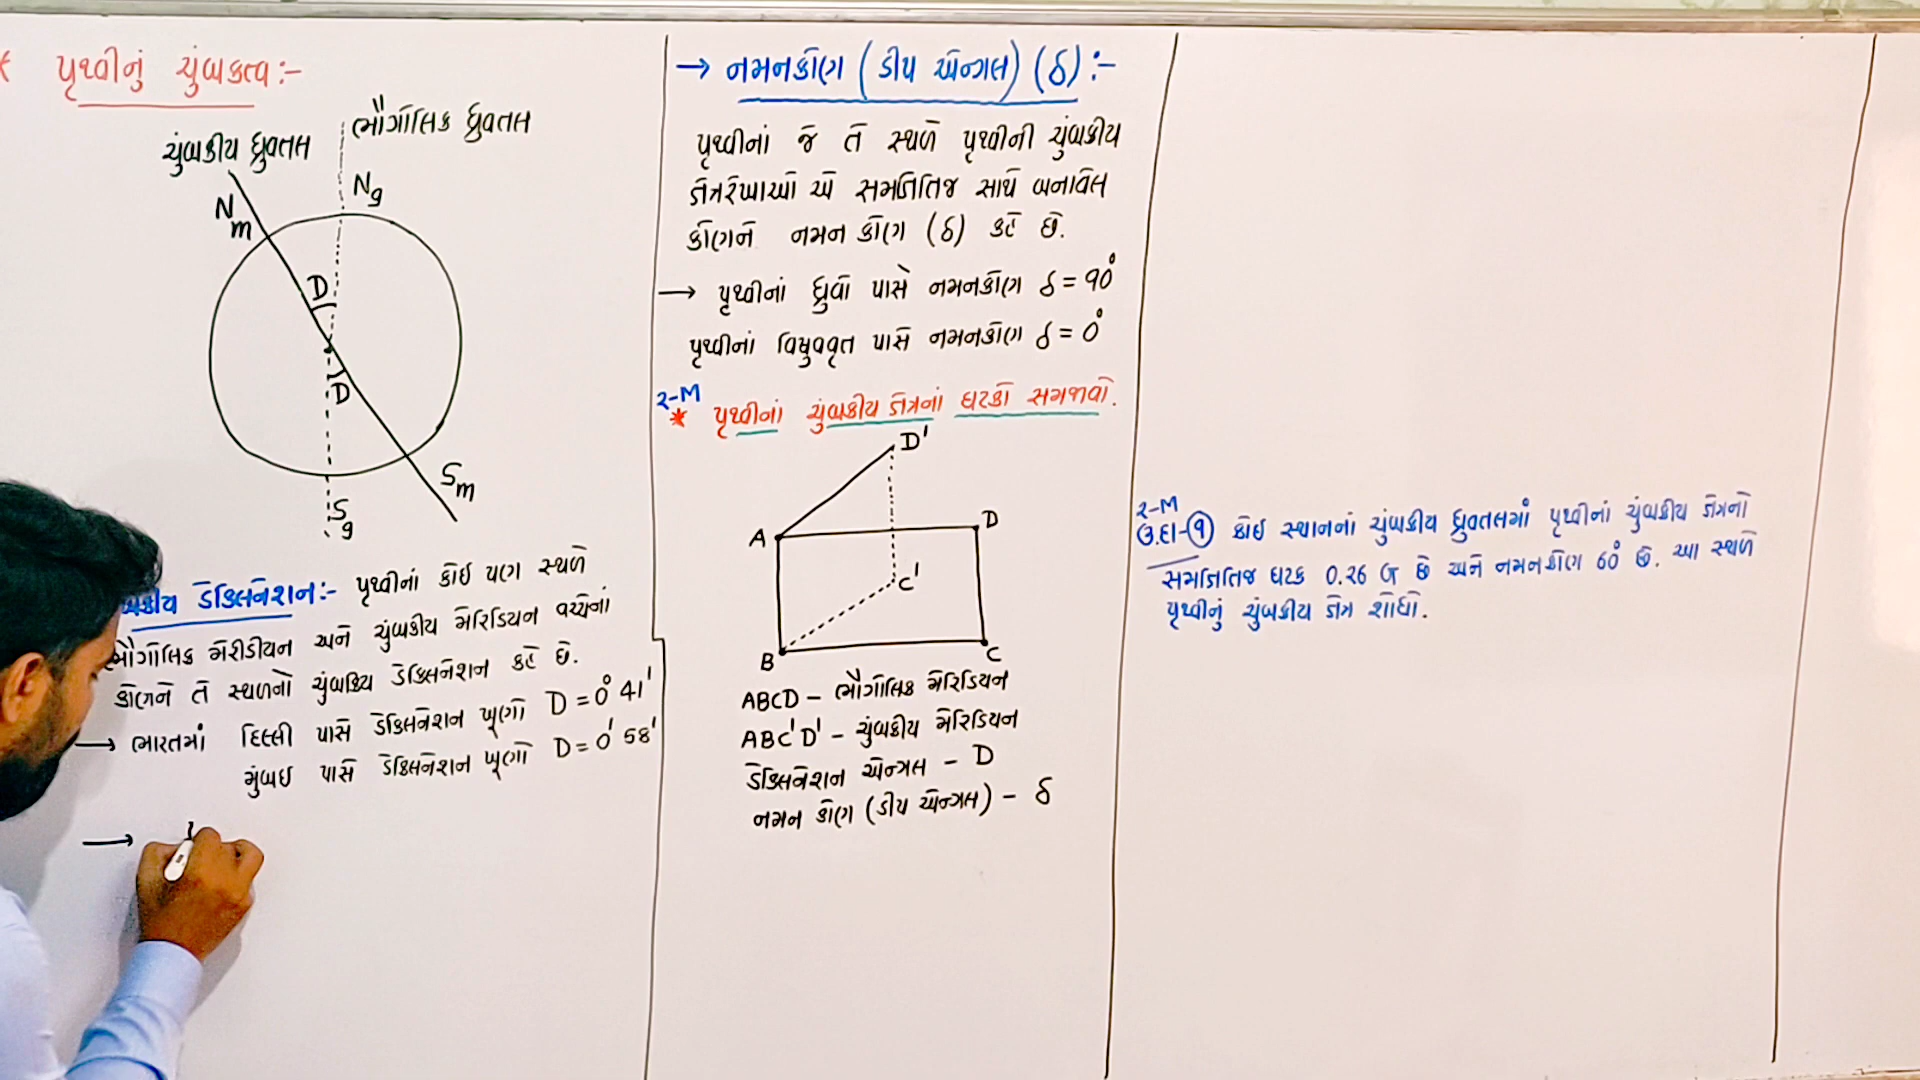 * પૃથ્વીનું ચુંબકત્વ:-
ભૌગોલિક ધ્રુવતલ
ચુંબકીય ધ્રુવતલ
Ng
Nm
D
D
Sm
Sg
બકીય ડેક્લિનેશન:- પૃથ્વીનાં કોઈ પણ સ્થળે
ભૌગોલિક મેરીડીયન અને ચુંબકીય મેરિડિયન વચ્ચેનાં
કોણને તે સ્થળનો ચુંબકિય ડેક્લિનેશન કહે છે.
→ ભારતમાં દિલ્લી પાસે ડેક્લિનેશન ખૂણો D = 0° 41'
મુંબઈ પાસે ડેક્લિનેશન ખૂણો D = 0' 58'
→
→ નમનકોણ (ડીપ એન્ગલ) (δ):-
પૃથ્વીનાં જે તે સ્થળે પૃથ્વીની ચુંબકીય
ક્ષેત્રરેખાઓ એ સમક્ષિતિજ સાથે બનાવેલ
કોણને નમન કોણ (δ) કહે છે.
→ પૃથ્વીનાં ધ્રુવો પાસે નમનકોણ δ = 90°
પૃથ્વીનાં વિષુવવૃત પાસે નમનકોણ δ = 0°
2-M
* પૃથ્વીનાં ચુંબકીય ક્ષેત્રનાં ઘટકો સમજાવો.
D'
A
D
C'
B
C
ABCD - ભૌગોલિક મેરિડિયન
ABC'D' - ચુંબકીય મેરિડિયન
ડેક્લિનેશન એન્ગલ - D
નમન કોણ (ડીપ એન્ગલ) - δ
2-M
ઉ.દા-① કોઈ સ્થાનનાં ચુંબકીય ધ્રુવતલમાં પૃથ્વીનાં ચુંબકીય ક્ષેત્રનો
સમક્ષિતિજ ઘટક 0.26 G છે અને નમનકોણ 60° છે. આ સ્થળે
પૃથ્વીનું ચુંબકીય ક્ષેત્ર શોધો.